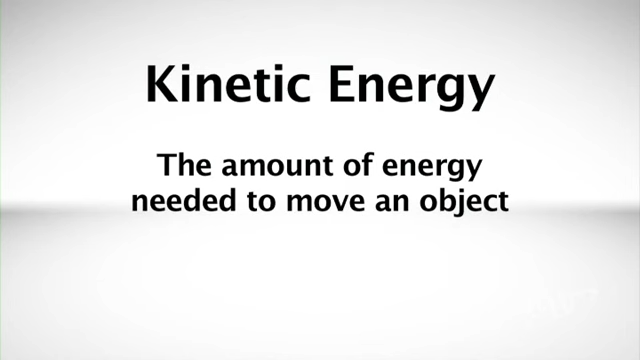 Kinetic Energy
The amount of energy
needed to move an object